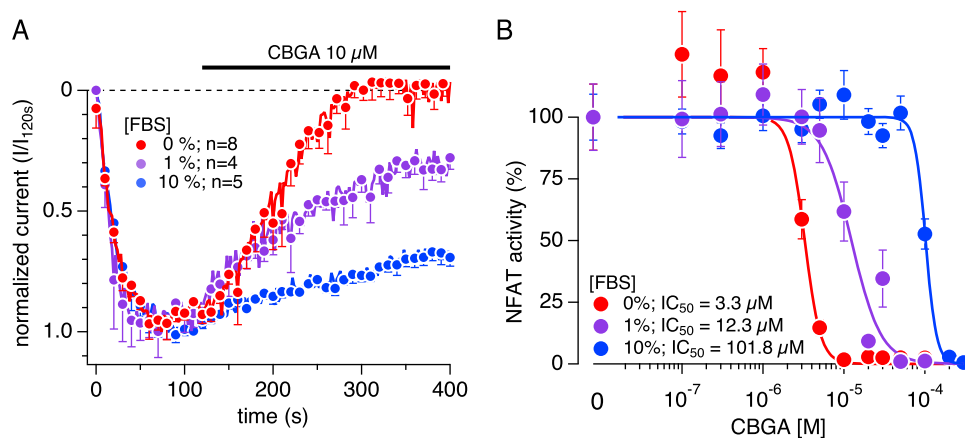 A
CBGA 10 µM
normalized current (I/I120s)
0
0.5
1.0
[FBS]
0 %; n=8
1 %; n=4
10 %; n=5
0
100
200
300
400
time (s)
B
NFAT activity (%)
100
75
50
25
0
[FBS]
0%; IC50 = 3.3 µM
1%; IC50 = 12.3 µM
10%; IC50 = 101.8 µM
0
10-7
10-6
10-5
10-4
CBGA [M]